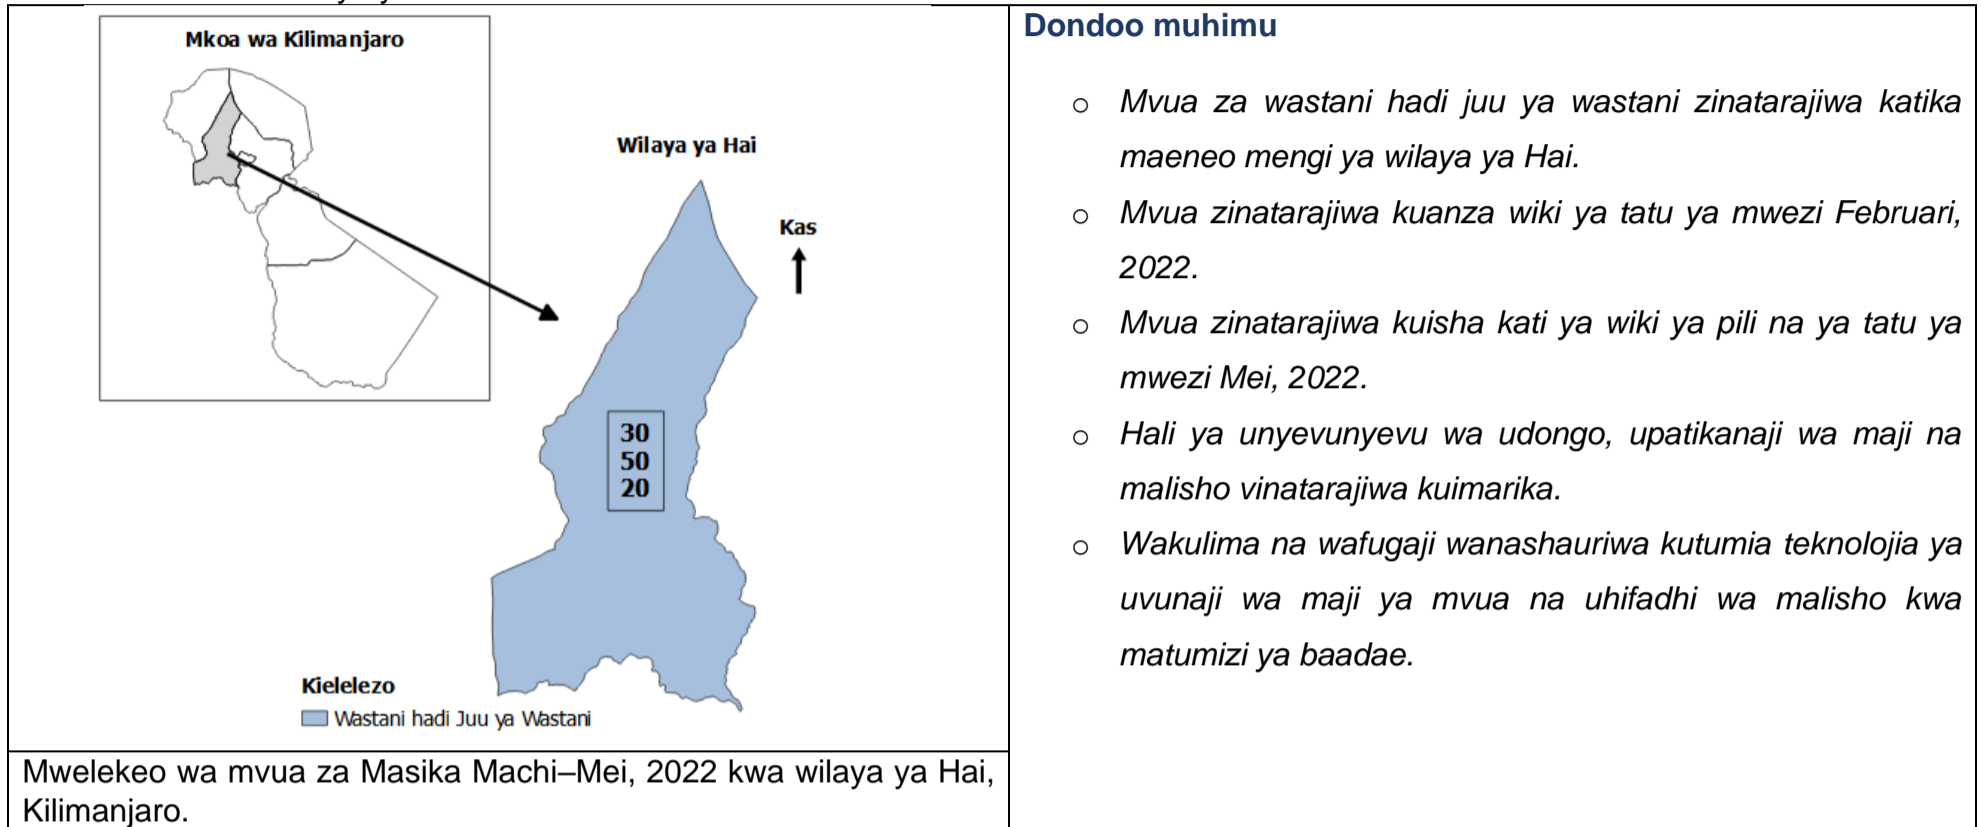 Mkoa wa Kilimanjaro
Wilaya ya Hai
Kas
30
50
20
Kielelezo
Wastani hadi Juu ya Wastani
Mwelekeo wa mvua za Masika Machi–Mei, 2022 kwa wilaya ya Hai,
Kilimanjaro.
Dondoo muhimu
o Mvua za wastani hadi juu ya wastani zinatarajiwa katika
maeneo mengi ya wilaya ya Hai.
o Mvua zinatarajiwa kuanza wiki ya tatu ya mwezi Februari,
2022.
o Mvua zinatarajiwa kuisha kati ya wiki ya pili na ya tatu ya
mwezi Mei, 2022.
o Hali ya unyevunyevu wa udongo, upatikanaji wa maji na
malisho vinatarajiwa kuimarika.
o Wakulima na wafugaji wanashauriwa kutumia teknolojia ya
uvunaji wa maji ya mvua na uhifadhi wa malisho kwa
matumizi ya baadae.